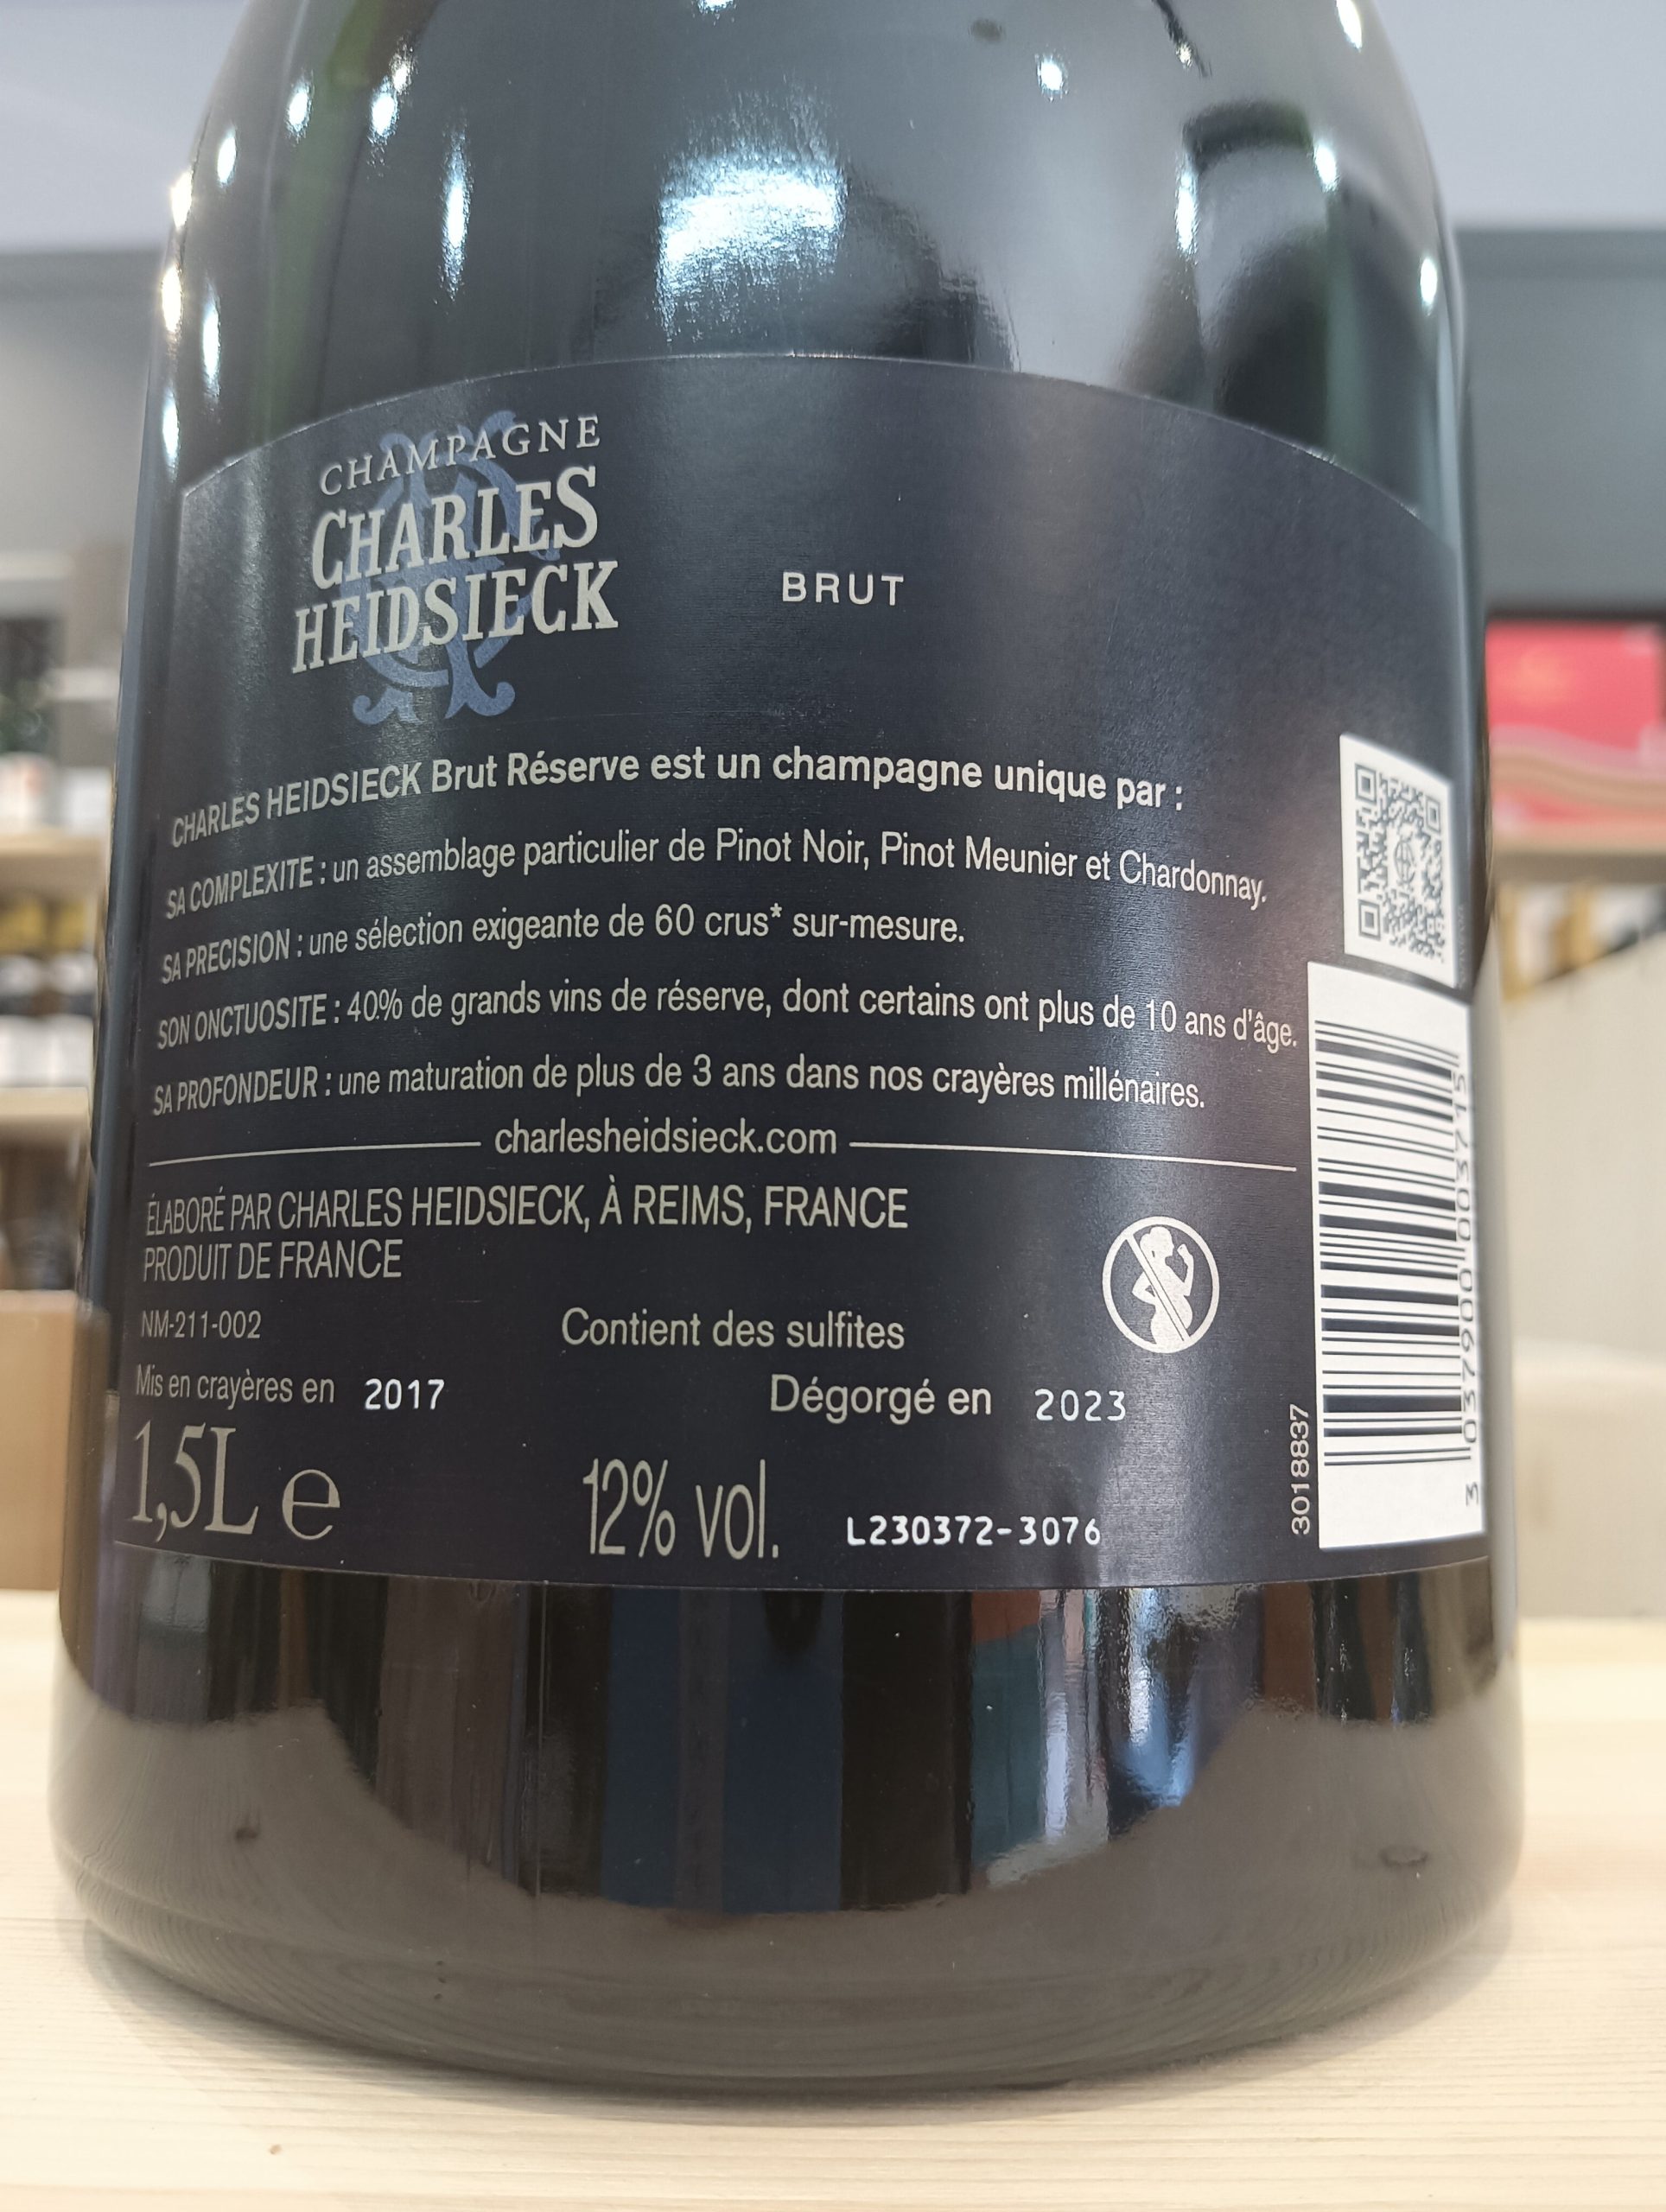 CHAMPAGNE
CHARLES
HEIDSIECK
BRUT
CHARLES HEIDSIECK Brut Réserve est un champagne unique par :
SA COMPLEXITE : un assemblage particulier de Pinot Noir, Pinot Meunier et Chardonnay.
SA PRECISION : une sélection exigeante de 60 crus* sur-mesure.
SON ONCTUOSITE : 40% de grands vins de réserve, dont certains ont plus de 10 ans d'âge.
SA PROFONDEUR : une maturation de plus de 3 ans dans nos crayères millénaires.
charlesheidsieck.com
ÉLABORÉ PAR CHARLES HEIDSIECK, À REIMS, FRANCE
PRODUIT DE FRANCE
NM-211-002 Contient des sulfites
Mis en crayères en 2017 Dégorgé en 2023
1,5L e 12% vol. L230372-3076
3018837
3 037900 003715